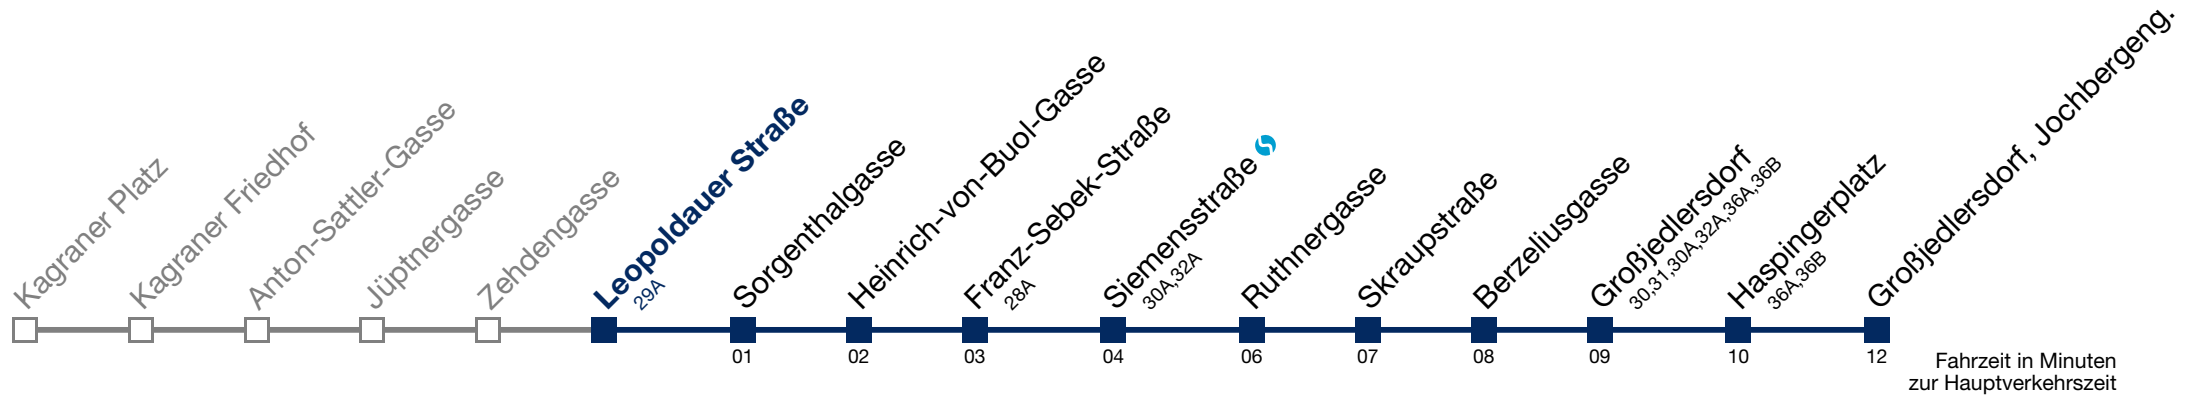 Kagraner Platz
Kagraner Friedhof
Anton-Sattler-Gasse
Jüptnergasse
Zehdengasse
Leopoldauer Straße
29A
Sorgenthalgasse
Heinrich-von-Buol-Gasse
Franz-Sebek-Straße
28A
Siemensstraße
30A,32A
Ruthnergasse
Skraupstraße
Berzeliusgasse
Großjedlersdorf
30,31,30A,32A,36A,36B
Haspingerplatz
36A,36B
Großjedlersdorf, Jochbergeng.
01 02 03 04 06 07 08 09 10 12
Fahrzeit in Minuten
zur Hauptverkehrszeit